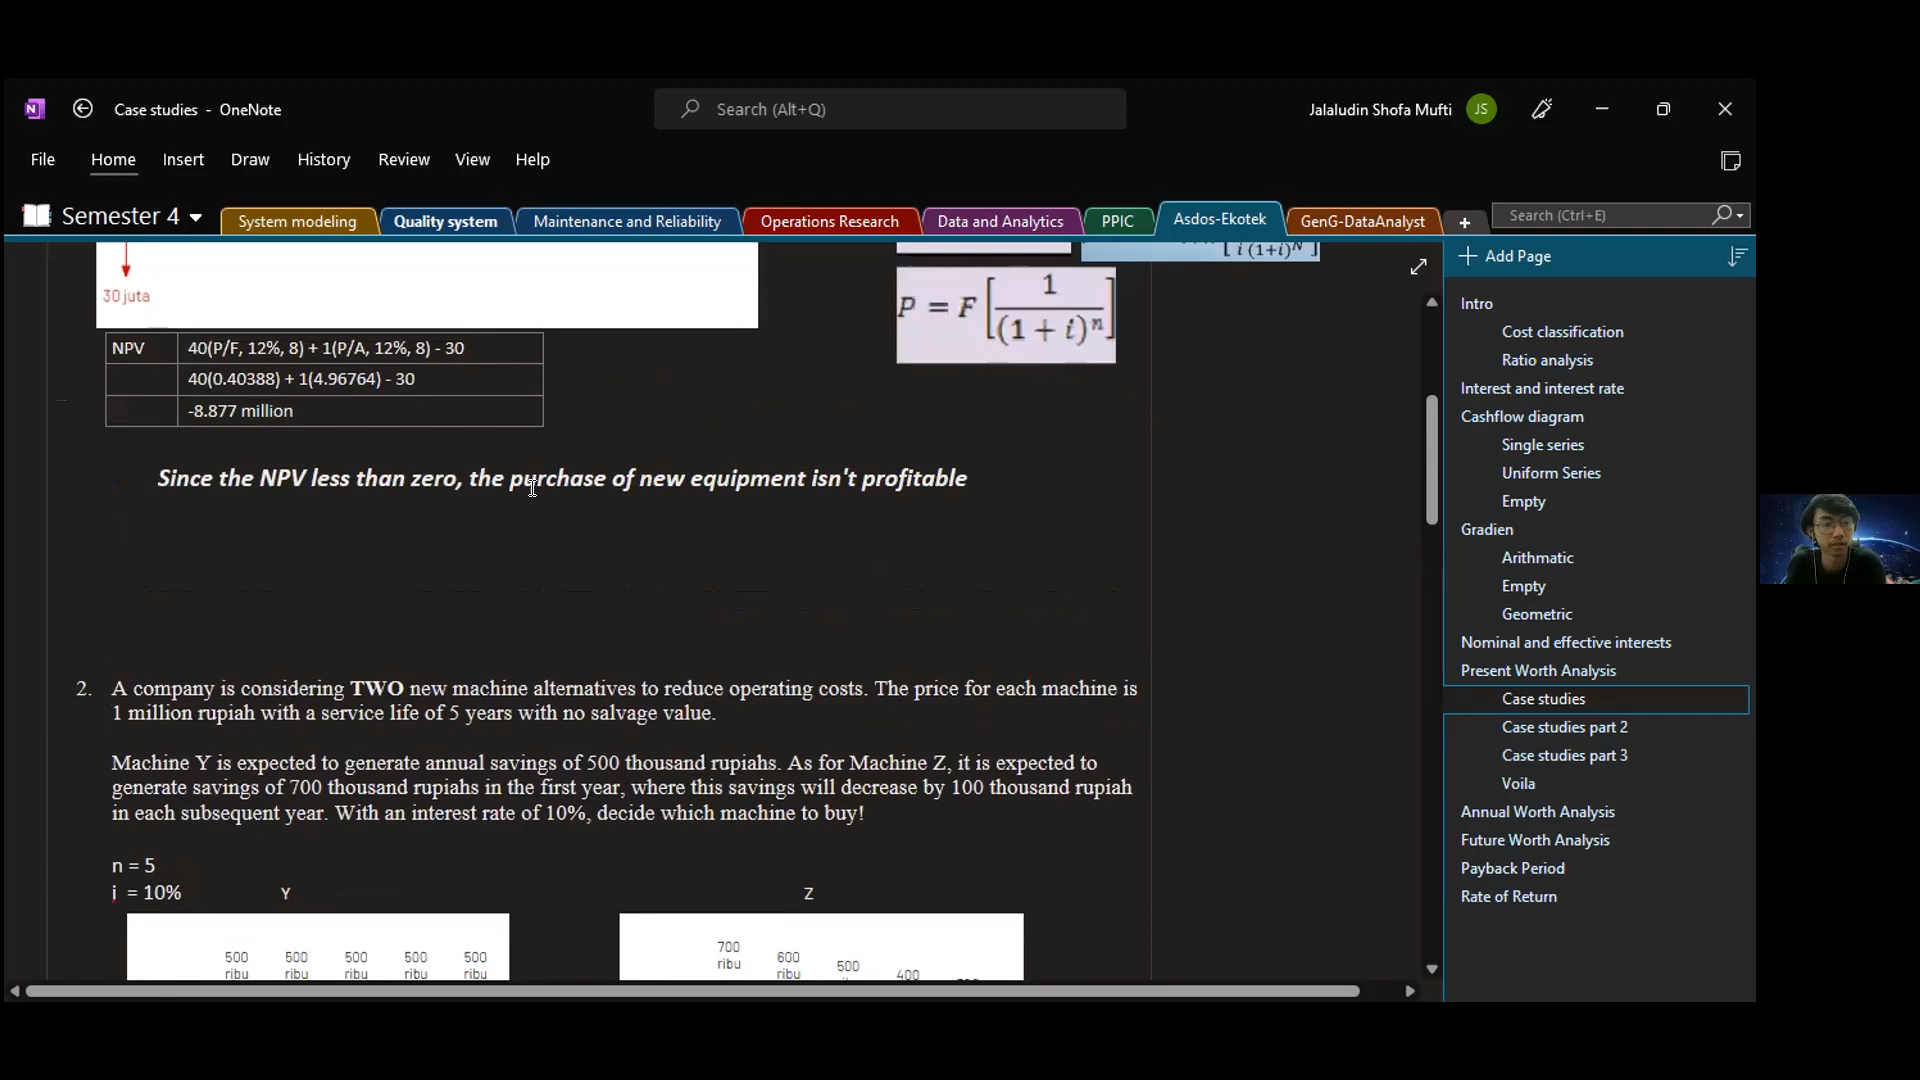 Case studies - OneNote
Search (Alt+Q)
Jalaludin Shofa Mufti
JS
File Home Insert Draw History Review View Help
Semester 4
System modeling
Quality system
Maintenance and Reliability
Operations Research
Data and Analytics
PPIC
Asdos-Ekotek
GenG-DataAnalyst
+
Search (Ctrl+E)
30 juta
i (1+i)^N
P = F [1 / (1 + i)^n]
NPV 40(P/F, 12%, 8) + 1(P/A, 12%, 8) - 30
40(0.40388) + 1(4.96764) - 30
-8.877 million
Since the NPV less than zero, the purchase of new equipment isn't profitable
2. A company is considering TWO new machine alternatives to reduce operating costs. The price for each machine is
1 million rupiah with a service life of 5 years with no salvage value.
Machine Y is expected to generate annual savings of 500 thousand rupiahs. As for Machine Z, it is expected to
generate savings of 700 thousand rupiahs in the first year, where this savings will decrease by 100 thousand rupiah
in each subsequent year. With an interest rate of 10%, decide which machine to buy!
n = 5
i = 10%
Y
Z
500 500 500 500 500
ribu ribu ribu ribu ribu
700
ribu
600
ribu
500
400
Add Page
Intro
Cost classification
Ratio analysis
Interest and interest rate
Cashflow diagram
Single series
Uniform Series
Empty
Gradien
Arithmatic
Empty
Geometric
Nominal and effective interests
Present Worth Analysis
Case studies
Case studies part 2
Case studies part 3
Voila
Annual Worth Analysis
Future Worth Analysis
Payback Period
Rate of Return